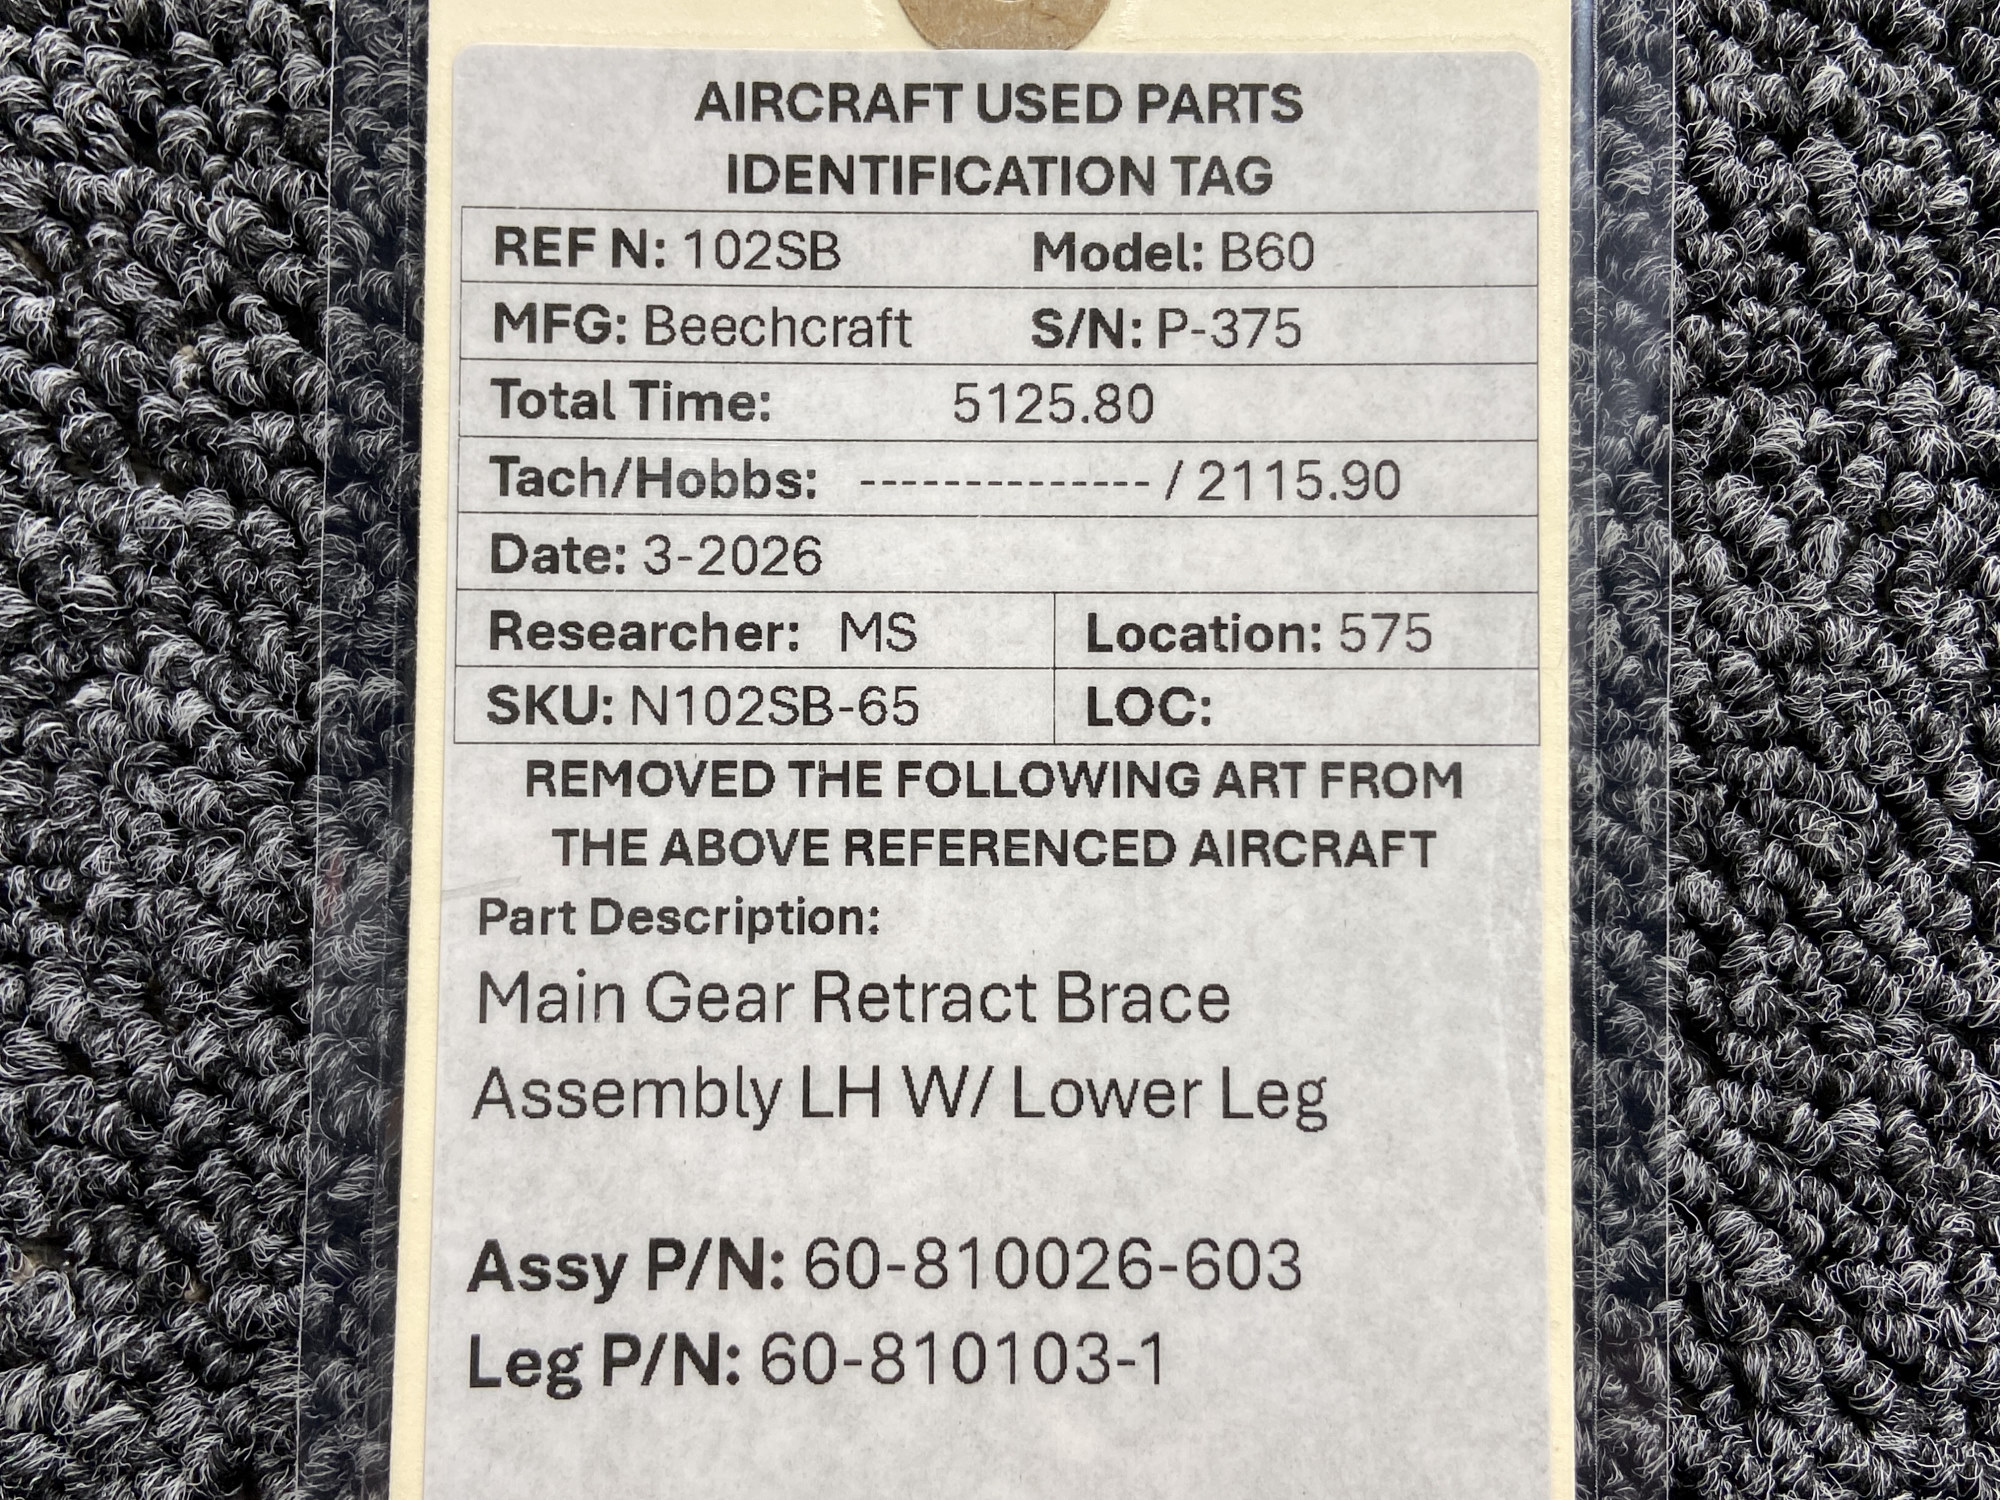 AIRCRAFT USED PARTS
IDENTIFICATION TAG
REF N: 102SB Model: B60
MFG: Beechcraft S/N: P-375
Total Time: 5125.80
Tach/Hobbs: -------------- / 2115.90
Date: 3-2026
Researcher: MS Location: 575
SKU: N102SB-65 LOC:
REMOVED THE FOLLOWING ART FROM
THE ABOVE REFERENCED AIRCRAFT
Part Description:
Main Gear Retract Brace
Assembly LH W/ Lower Leg
Assy P/N: 60-810026-603
Leg P/N: 60-810103-1